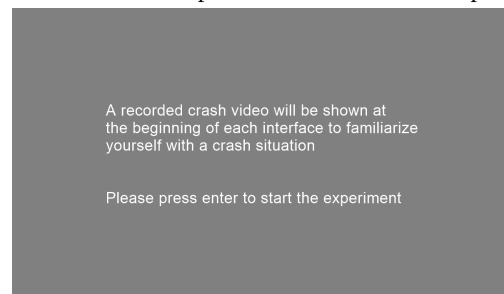 A recorded crash video will be shown at
the beginning of each interface to familiarize
yourself with a crash situation
Please press enter to start the experiment